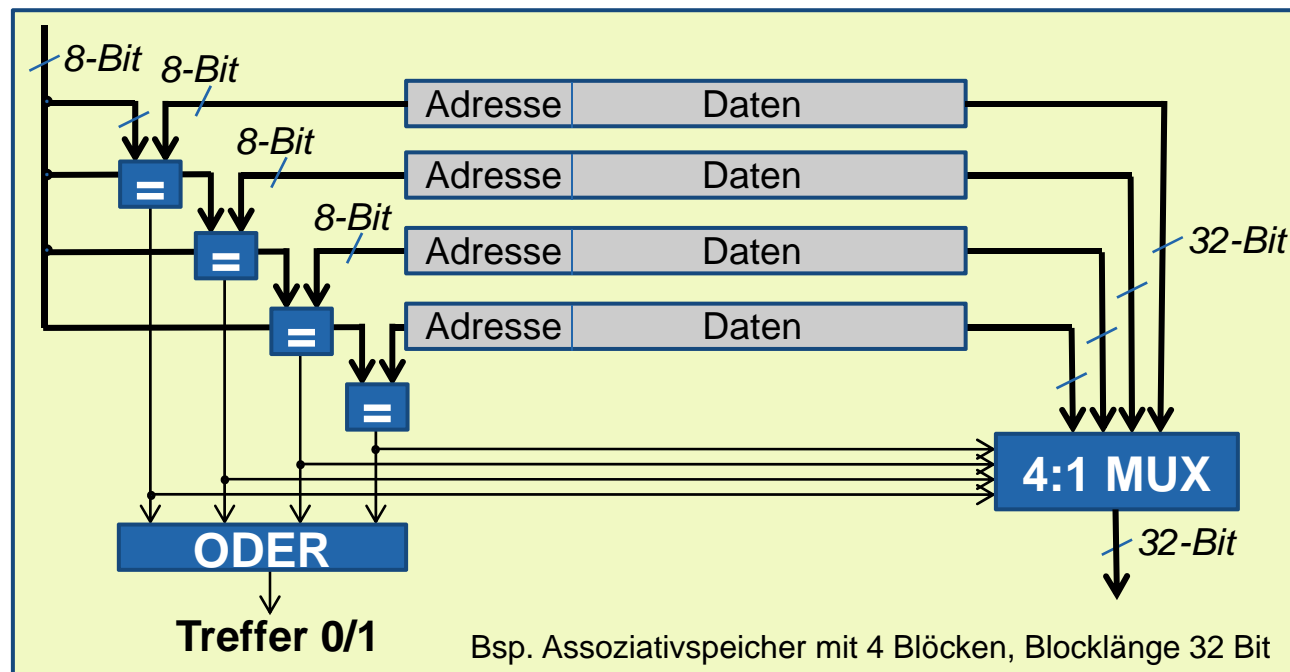 8-Bit
8-Bit
Adresse Daten
8-Bit
=
Adresse Daten
8-Bit
=
Adresse Daten
32-Bit
=
Adresse Daten
=
4:1 MUX
ODER
32-Bit
Treffer 0/1
Bsp. Assoziativspeicher mit 4 Blöcken, Blocklänge 32 Bit